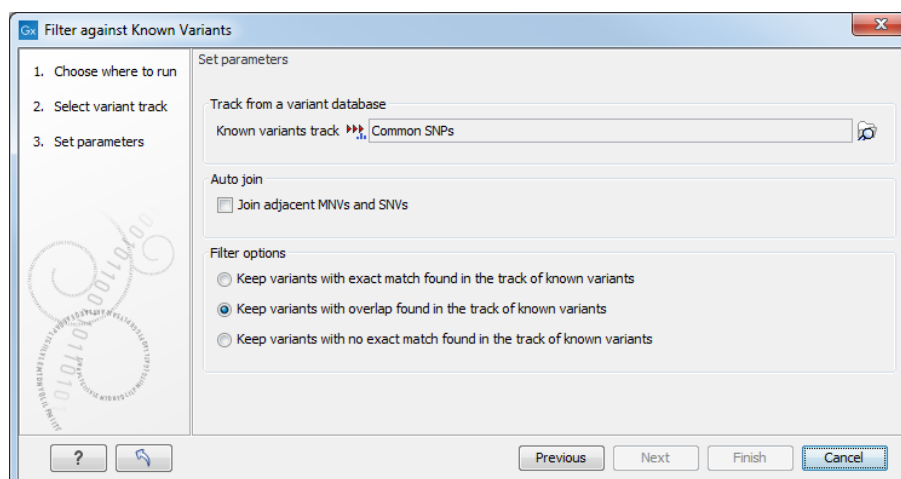 Gx Filter against Known Variants
1. Choose where to run
2. Select variant track
3. Set parameters
Set parameters
Track from a variant database
Known variants track Common SNPs
Auto join
Join adjacent MNVs and SNVs
Filter options
Keep variants with exact match found in the track of known variants
Keep variants with overlap found in the track of known variants
Keep variants with no exact match found in the track of known variants
? Previous Next Finish Cancel